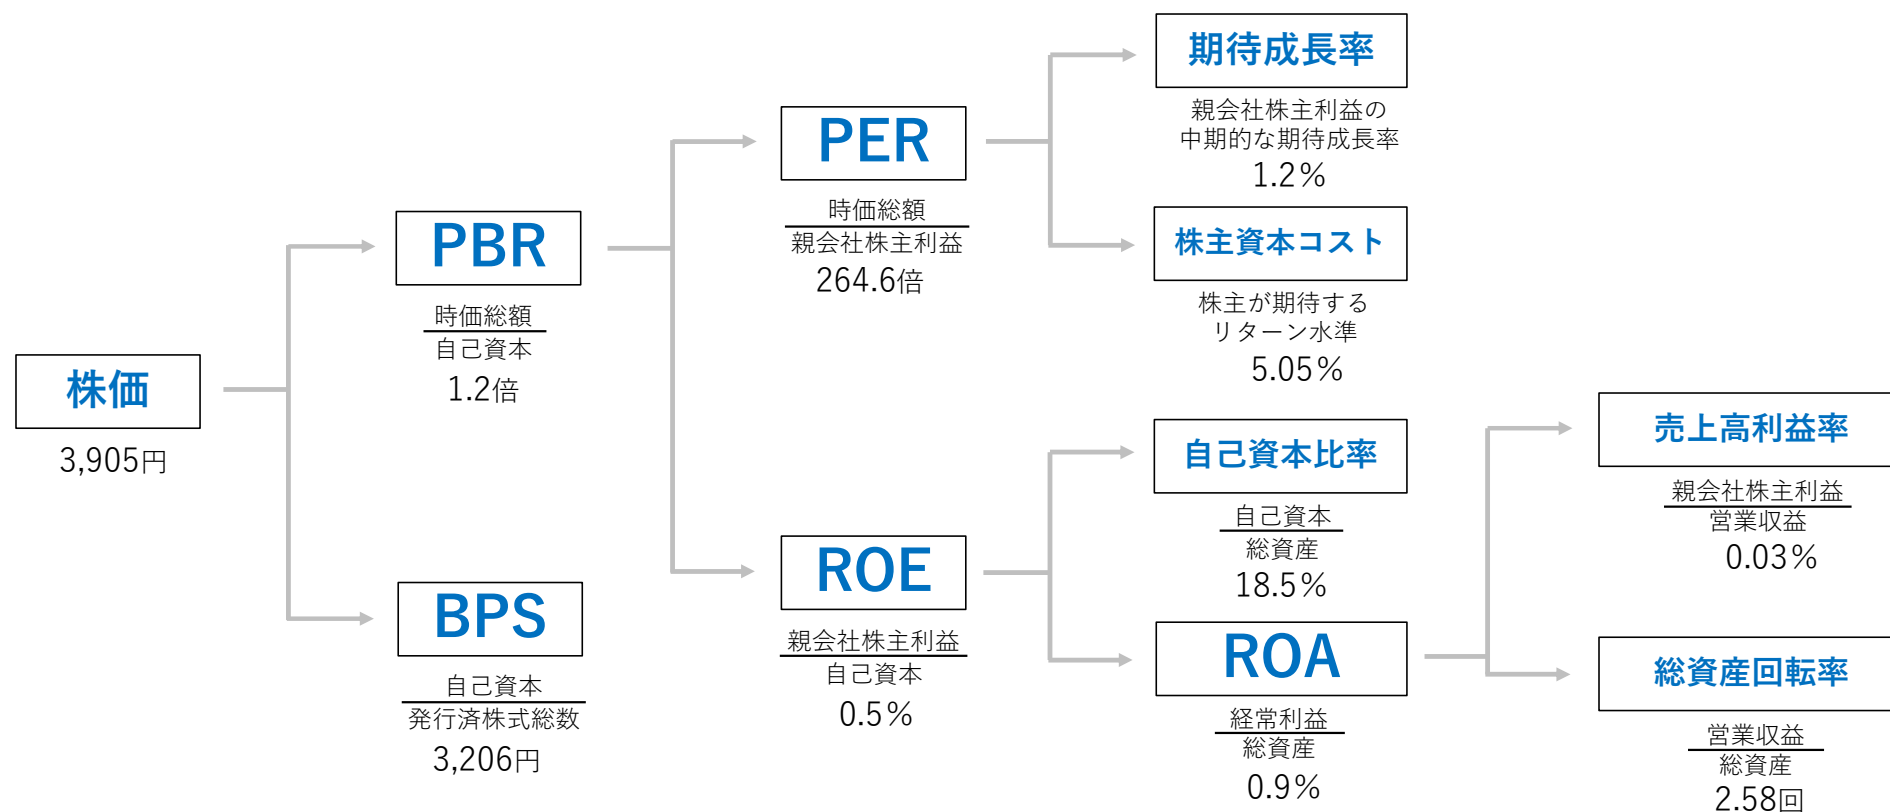 株価
3,905円
PBR
時価総額
自己資本
1.2倍
BPS
自己資本
発行済株式総数
3,206円
PER
時価総額
親会社株主利益
264.6倍
ROE
親会社株主利益
自己資本
0.5%
期待成長率
親会社株主利益の
中期的な期待成長率
1.2%
株主資本コスト
株主が期待する
リターン水準
5.05%
自己資本比率
自己資本
総資産
18.5%
ROA
経常利益
総資産
0.9%
売上高利益率
親会社株主利益
営業収益
0.03%
総資産回転率
営業収益
総資産
2.58回